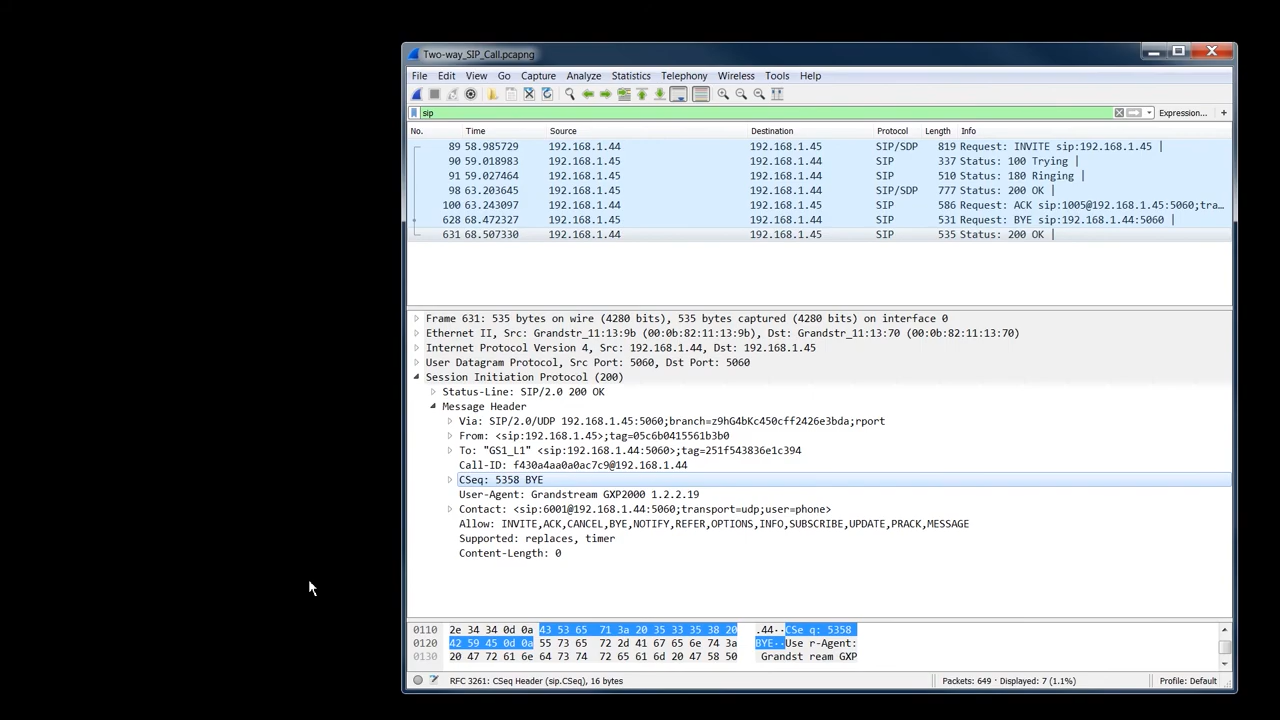 Two-way_SIP_Call.pcapng
File Edit View Go Capture Analyze Statistics Telephony Wireless Tools Help
sip Expression... +
No. Time Source Destination Protocol Length Info
89 58.985729 192.168.1.44 192.168.1.45 SIP/SDP 819 Request: INVITE sip:192.168.1.45 |
90 59.018983 192.168.1.45 192.168.1.44 SIP 337 Status: 100 Trying |
91 59.027464 192.168.1.45 192.168.1.44 SIP 510 Status: 180 Ringing |
98 63.203645 192.168.1.45 192.168.1.44 SIP/SDP 777 Status: 200 OK |
100 63.243097 192.168.1.44 192.168.1.45 SIP 586 Request: ACK sip:1005@192.168.1.45:5060;tra...
628 68.472327 192.168.1.45 192.168.1.44 SIP 531 Request: BYE sip:192.168.1.44:5060 |
631 68.507330 192.168.1.44 192.168.1.45 SIP 535 Status: 200 OK |
Frame 631: 535 bytes on wire (4280 bits), 535 bytes captured (4280 bits) on interface 0
Ethernet II, Src: Grandstr_11:13:9b (00:0b:82:11:13:9b), Dst: Grandstr_11:13:70 (00:0b:82:11:13:70)
Internet Protocol Version 4, Src: 192.168.1.44, Dst: 192.168.1.45
User Datagram Protocol, Src Port: 5060, Dst Port: 5060
Session Initiation Protocol (200)
Status-Line: SIP/2.0 200 OK
Message Header
Via: SIP/2.0/UDP 192.168.1.45:5060;branch=z9hG4bKc450cff2426e3bda;rport
From: <sip:192.168.1.45>;tag=05c6b0415561b3b0
To: "GS1_L1" <sip:192.168.1.44:5060>;tag=251f543836e1c394
Call-ID: f430a4aa0a0ac7c9@192.168.1.44
CSeq: 5358 BYE
User-Agent: Grandstream GXP2000 1.2.2.19
Contact: <sip:6001@192.168.1.44:5060;transport=udp;user=phone>
Allow: INVITE,ACK,CANCEL,BYE,NOTIFY,REFER,OPTIONS,INFO,SUBSCRIBE,UPDATE,PRACK,MESSAGE
Supported: replaces, timer
Content-Length: 0
0110 2e 34 34 0d 0a 43 53 65 71 3a 20 35 33 35 38 20 .44··CSe q: 5358
0120 42 59 45 0d 0a 55 73 65 72 2d 41 67 65 6e 74 3a BYE··Use r-Agent:
0130 20 47 72 61 6e 64 73 74 72 65 61 6d 20 47 58 50 Grandst ream GXP
RFC 3261: CSeq Header (sip.CSeq), 16 bytes Packets: 649 · Displayed: 7 (1.1%) Profile: Default